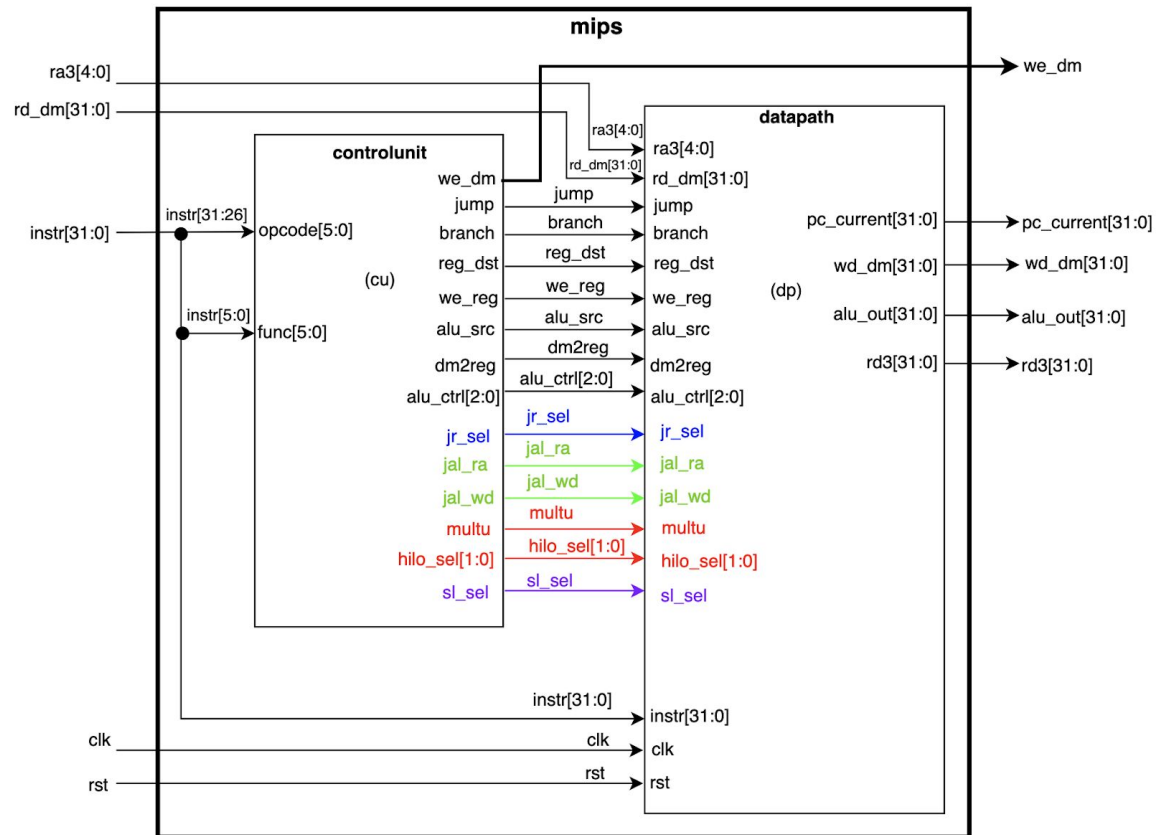 mips
ra3[4:0]
rd_dm[31:0]
instr[31:0]
clk
rst
we_dm
pc_current[31:0]
wd_dm[31:0]
alu_out[31:0]
rd3[31:0]
controlunit
(cu)
instr[31:26]
opcode[5:0]
instr[5:0]
func[5:0]
we_dm
jump
branch
reg_dst
we_reg
alu_src
dm2reg
alu_ctrl[2:0]
jr_sel
jal_ra
jal_wd
multu
hilo_sel[1:0]
sl_sel
ra3[4:0]
rd_dm[31:0]
jump
branch
reg_dst
we_reg
alu_src
dm2reg
alu_ctrl[2:0]
jr_sel
jal_ra
jal_wd
multu
hilo_sel[1:0]
sl_sel
instr[31:0]
clk
rst
datapath
(dp)
ra3[4:0]
rd_dm[31:0]
jump
branch
reg_dst
we_reg
alu_src
dm2reg
alu_ctrl[2:0]
jr_sel
jal_ra
jal_wd
multu
hilo_sel[1:0]
sl_sel
instr[31:0]
clk
rst
pc_current[31:0]
wd_dm[31:0]
alu_out[31:0]
rd3[31:0]